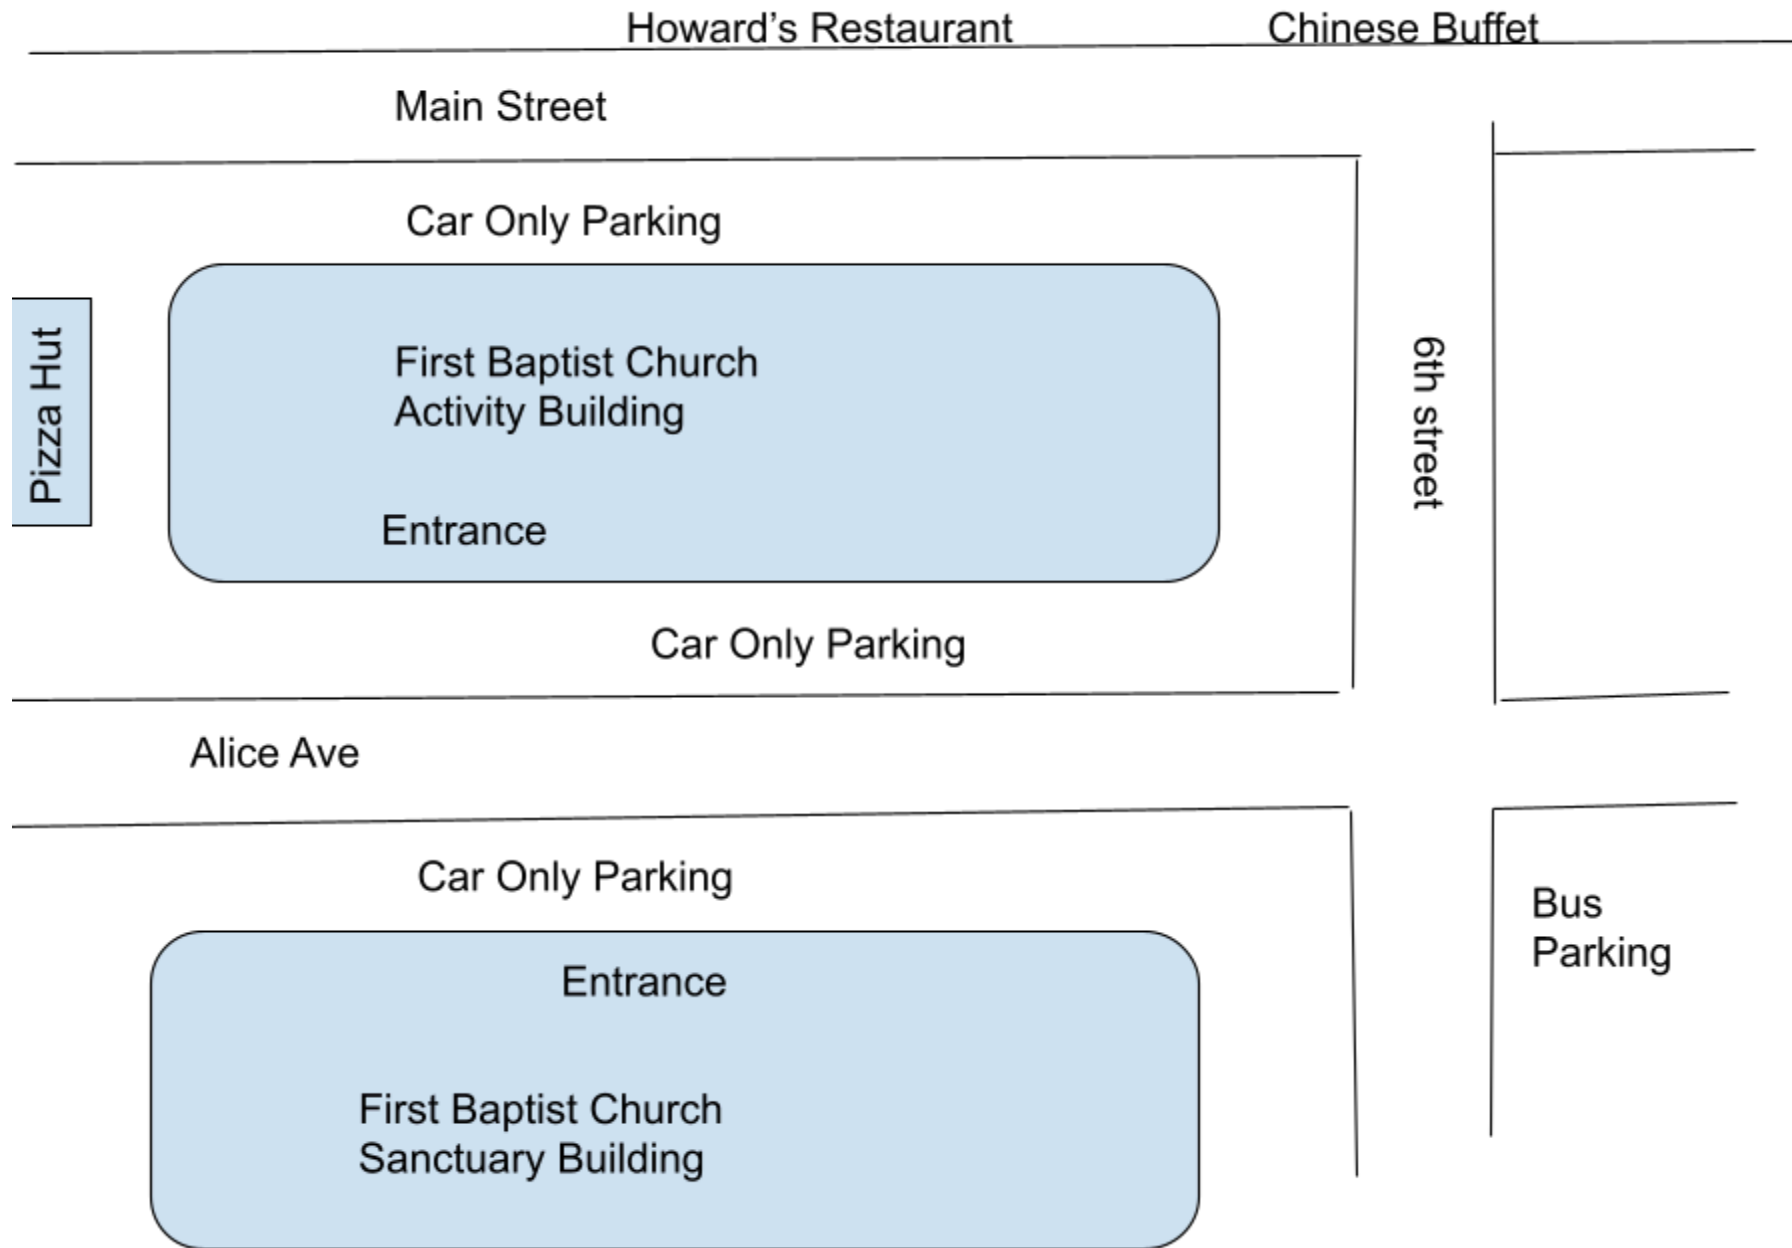 Howard’s Restaurant
Chinese Buffet
Main Street
Car Only Parking
Pizza Hut
First Baptist Church
Activity Building
6th street
Entrance
Car Only Parking
Alice Ave
Car Only Parking
Bus
Parking
Entrance
First Baptist Church
Sanctuary Building